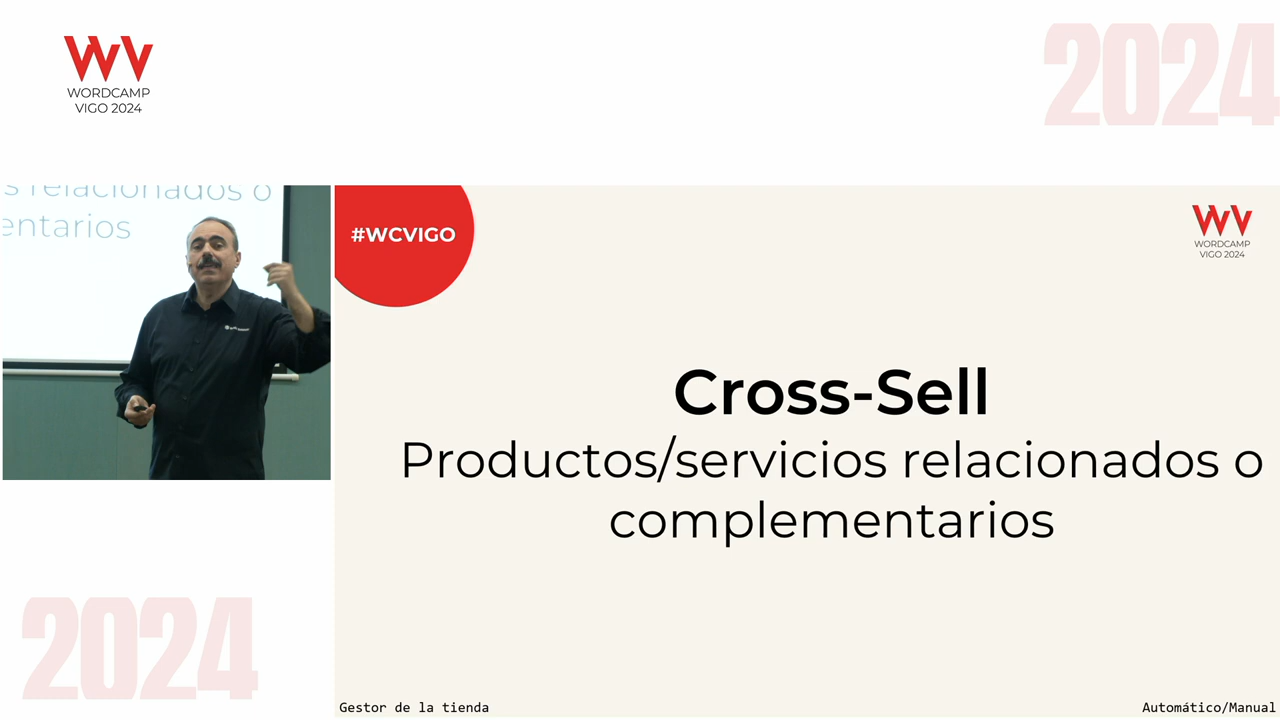 WORDCAMP
VIGO 2024
2024
s relacionados o
entarios
#WCVIGO
WORDCAMP
VIGO 2024
Cross-Sell
Productos/servicios relacionados o
complementarios
2024
Gestor de la tienda
Automático/Manual